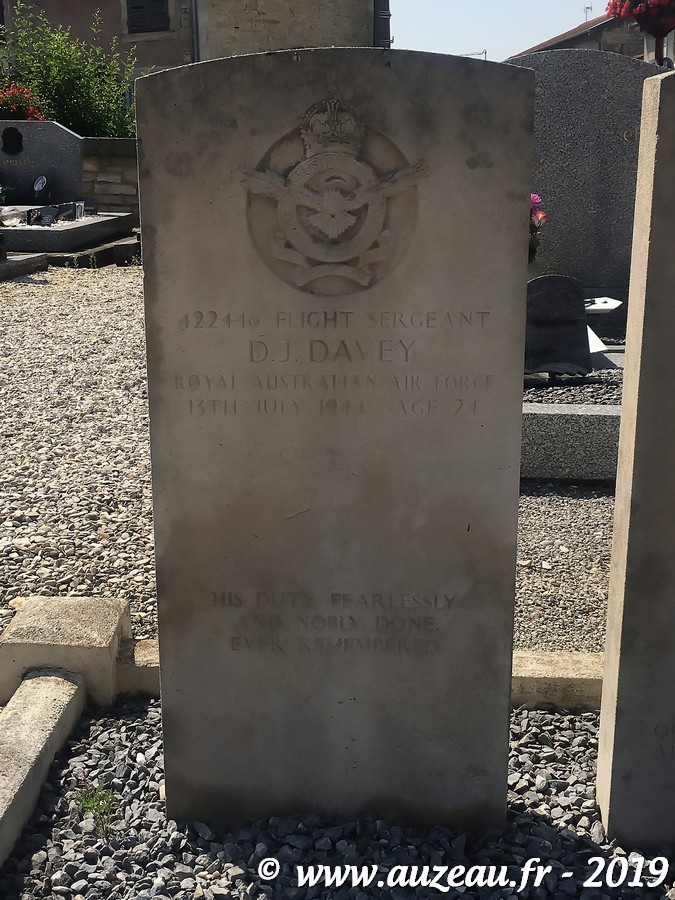 422446 FLIGHT SERGEANT
D.J. DAVEY
ROYAL AUSTRALIAN AIR FORCE
13TH JULY 1944 AGE 24
HIS DUTY FEARLESSLY
AND NOBLY DONE.
EVER REMEMBERED
© www.auzeau.fr - 2019